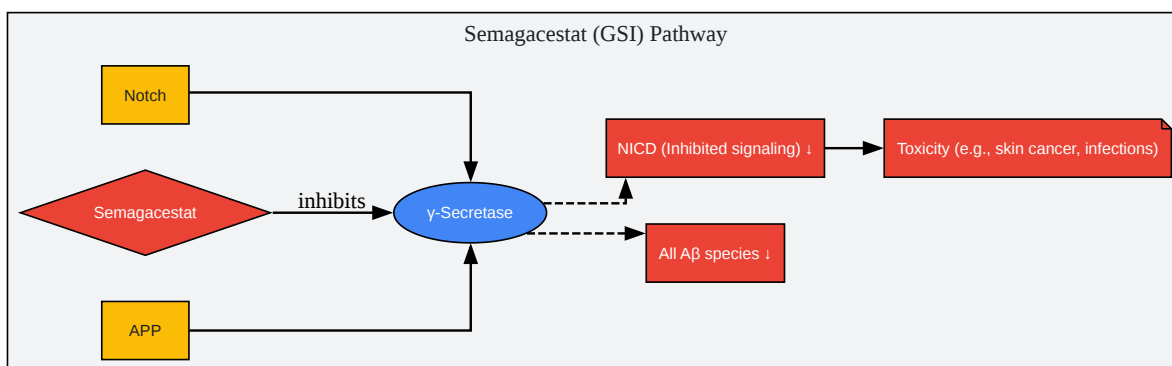 Semagacestat (GSI) Pathway
Notch
NICD (Inhibited signaling) ↓
Toxicity (e.g., skin cancer, infections)
Semagacestat
inhibits
γ-Secretase
All Aβ species ↓
APP